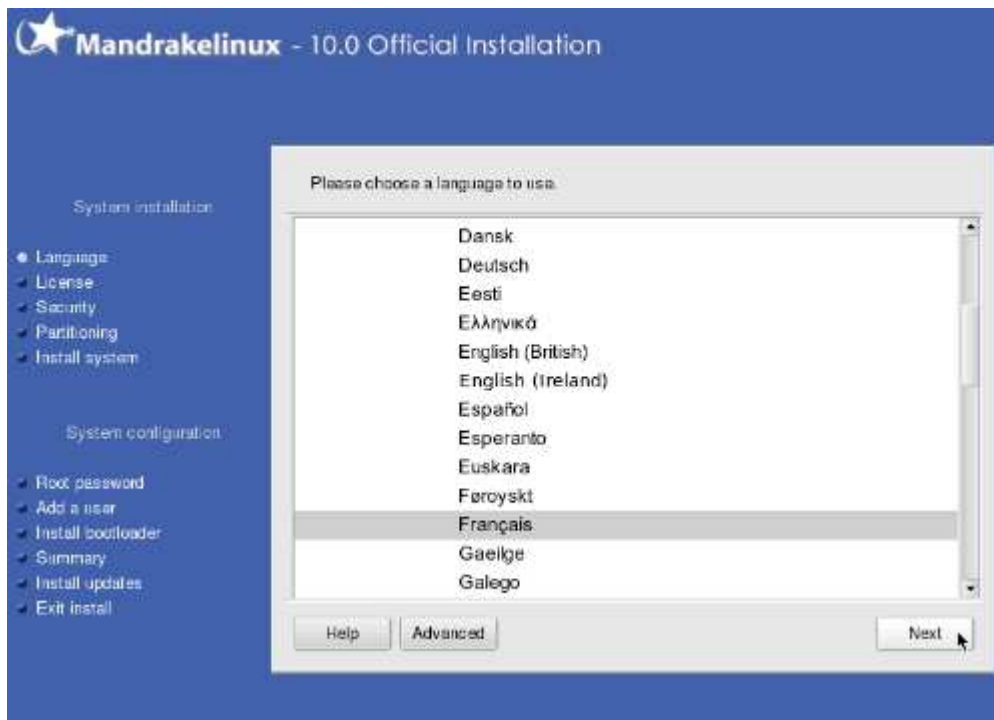 Mandrakelinux - 10.0 Official Installation
System installation
Language
License
Security
Partitioning
Install system
System configuration
Root password
Add a user
Install bootloader
Summary
Install updates
Exit install
Please choose a language to use.
Dansk
Deutsch
Eesti
Ελληνικά
English (British)
English (Ireland)
Español
Esperanto
Euskara
Føroyskt
Français
Gaeilge
Galego
Help
Advanced
Next